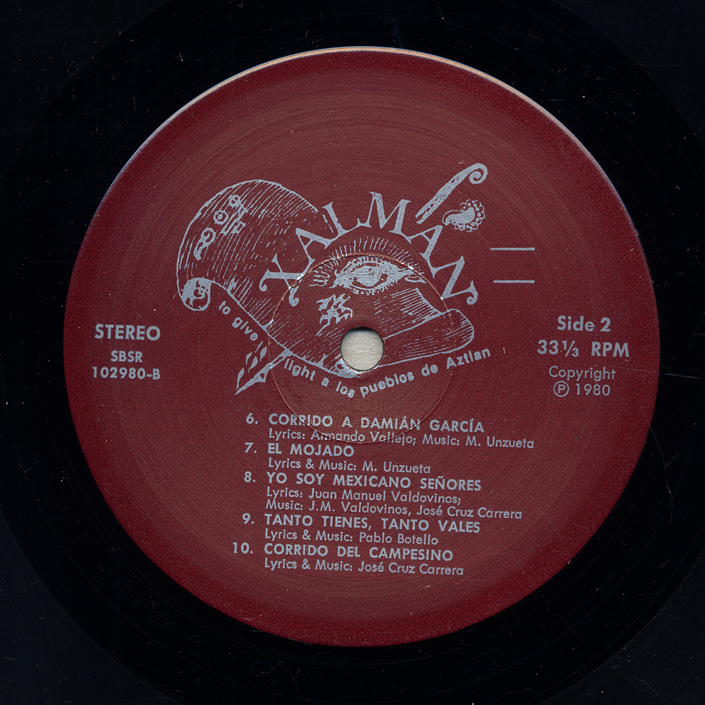 XALMAN
to give light a los pueblos de Aztlan
STEREO
SBSR
102980-B
Side 2
33⅓ RPM
Copyright
Ⓟ 1980
6. CORRIDO A DAMIÁN GARCÍA
Lyrics: Armando Vallejo; Music: M. Unzueta
7. EL MOJADO
Lyrics & Music: M. Unzueta
8. YO SOY MEXICANO SEÑORES
Lyrics: Juan Manuel Valdovinos;
Music: J.M. Valdovinos, José Cruz Carrera
9. TANTO TIENES, TANTO VALES
Lyrics & Music: Pablo Botello
10. CORRIDO DEL CAMPESINO
Lyrics & Music: José Cruz Carrera